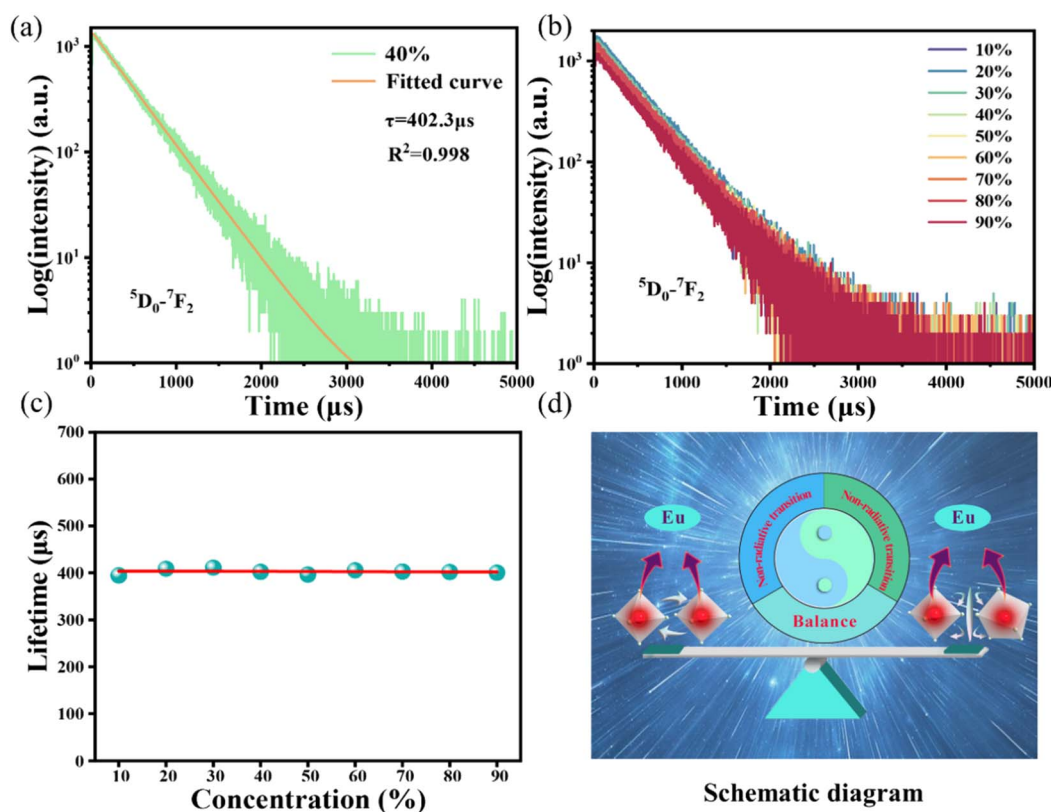 (a)
Log(intensity) (a.u.)
10³
10²
10¹
10⁰
40%
Fitted curve
τ=402.3μs
R²=0.998
⁵D₀-⁷F₂
0
1000
2000
3000
4000
5000
Time (μs)
(b)
Log(intensity) (a.u.)
10³
10²
10¹
10⁰
10%
20%
30%
40%
50%
60%
70%
80%
90%
⁵D₀-⁷F₂
0
1000
2000
3000
4000
5000
Time (μs)
(c)
Lifetime (μs)
700
600
500
400
300
200
100
0
10
20
30
40
50
60
70
80
90
Concentration (%)
(d)
Eu
Non-radiative transition
Non-radiative transition
Eu
Balance
Schematic diagram